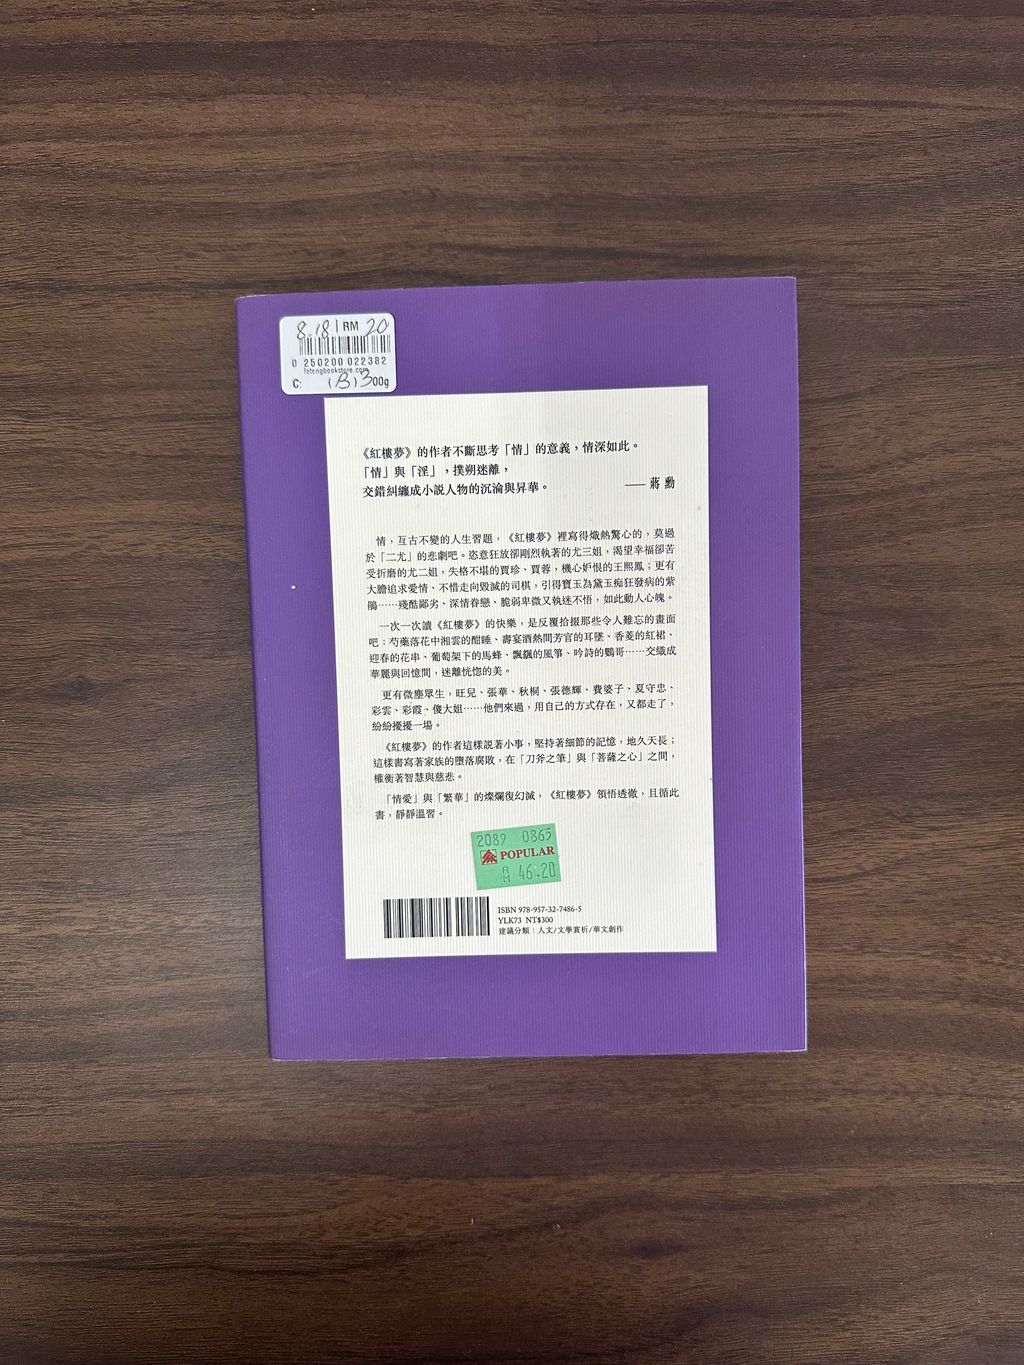 8.18 RM 20
0 250200 022382
lotengbookstore.com
C: (B)300g
《紅樓夢》的作者不斷思考「情」的意義，情深如此。
「情」與「淫」，撲朔迷離，
交錯糾纏成小說人物的沉淪與昇華。
——蔣勳
情，亙古不變的人生習題，《紅樓夢》裡寫得熾熱驚心的，莫過
於「二尤」的悲劇吧。恣意狂放卻剛烈執著的尤三姐，渴望幸福卻苦
受折磨的尤二姐，失格不堪的賈珍、賈蓉，機心妒恨的王熙鳳；更有
大膽追求愛情、不惜走向毀滅的司棋，引得寶玉為黛玉痴狂發病的紫
鵑……殘酷鄙劣、深情眷戀、脆弱卑微又執迷不悟，如此動人心魄。
一次一次讀《紅樓夢》的快樂，是反覆拾掇那些令人難忘的畫面
吧：芍藥落花中湘雲的酣睡、壽宴酒熱間芳官的耳墜、香菱的紅裙、
迎春的花串、葡萄架下的馬蜂、飄飖的風箏、吟詩的鸚哥……交織成
華麗與回憶間，迷離恍惚的美。
更有微塵眾生，旺兒、張華、秋桐、張德輝、費婆子、夏守忠、
彩雲、彩霞、傻大姐……他們來過，用自己的方式存在，又都走了，
紛紛擾擾一場。
《紅樓夢》的作者這樣說著小事，堅持著細節的記憶，地久天長；
這樣書寫著家族的墮落腐敗，在「刀斧之筆」與「菩薩之心」之間，
權衡著智慧與慈悲。
「情愛」與「繁華」的燦爛復幻滅，《紅樓夢》領悟透徹，且循此
書，靜靜溫習。
2089 0863
POPULAR
RM 46.20
ISBN 978-957-32-7486-5
YLK73 NT$300
建議分類：人文/文學賞析/華文創作